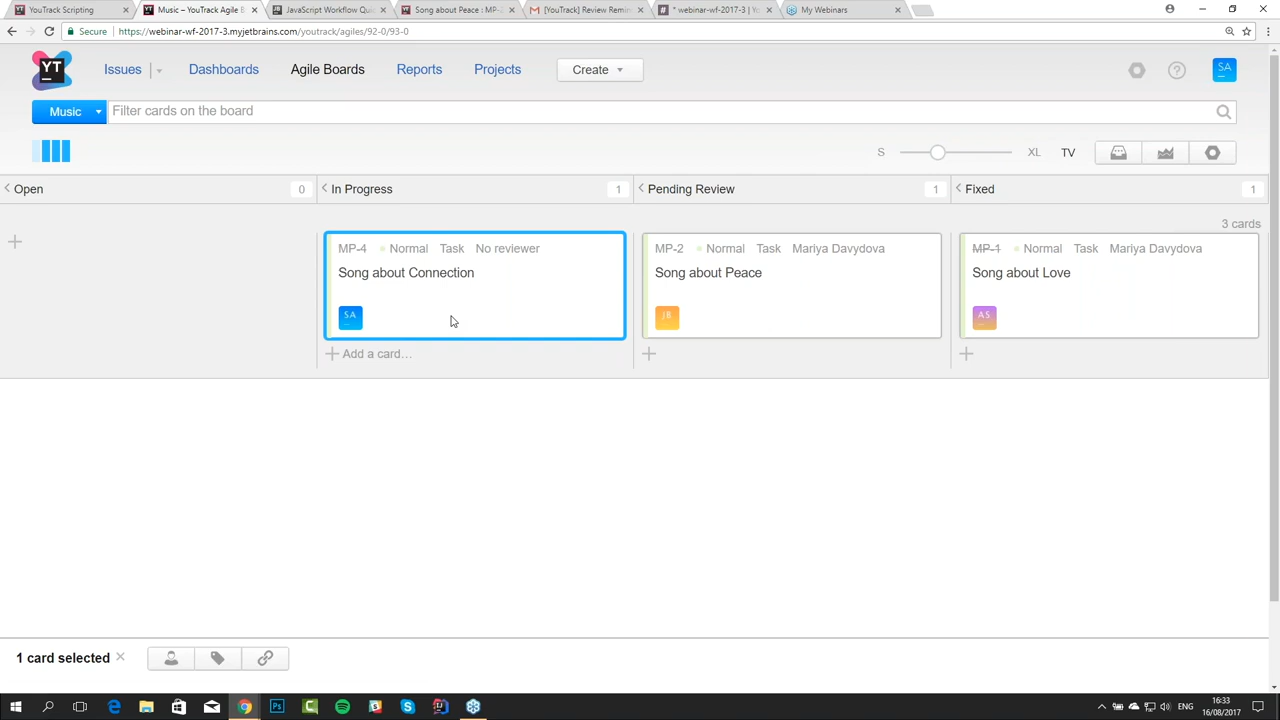 YouTrack Scripting
Music – YouTrack Agile B
JavaScript Workflow Quic
Song about Peace : MP-2
[YouTrack] Review Remin
* webinar-wf-2017-3 | Yo
My Webinars
Secure
https://webinar-wf-2017-3.myjetbrains.com/youtrack/agiles/92-0/93-0
YT
Issues
Dashboards
Agile Boards
Reports
Projects
Create
SA
Music
Filter cards on the board
S
XL
TV
Open
0
In Progress
1
Pending Review
1
Fixed
1
3 cards
MP-4 Normal Task No reviewer
Song about Connection
SA
Add a card…
MP-2 Normal Task Mariya Davydova
Song about Peace
JB
MP-1 Normal Task Mariya Davydova
Song about Love
AS
1 card selected
ENG
16:33
16/08/2017